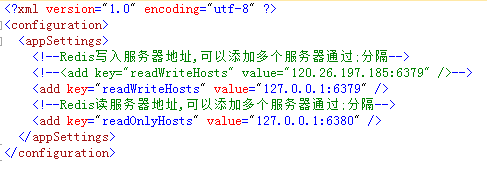 <?xml version="1.0" encoding="utf-8" ?>
<configuration>
<appSettings>
<!--Redis写入服务器地址,可以添加多个服务器通过;分隔-->
<!--<add key="readWriteHosts" value="120.26.197.185:6379" />-->
<add key="readWriteHosts" value="127.0.0.1:6379" />
<!--Redis读服务器地址,可以添加多个服务器通过;分隔-->
<add key="readOnlyHosts" value="127.0.0.1:6380" />
</appSettings>
</configuration>